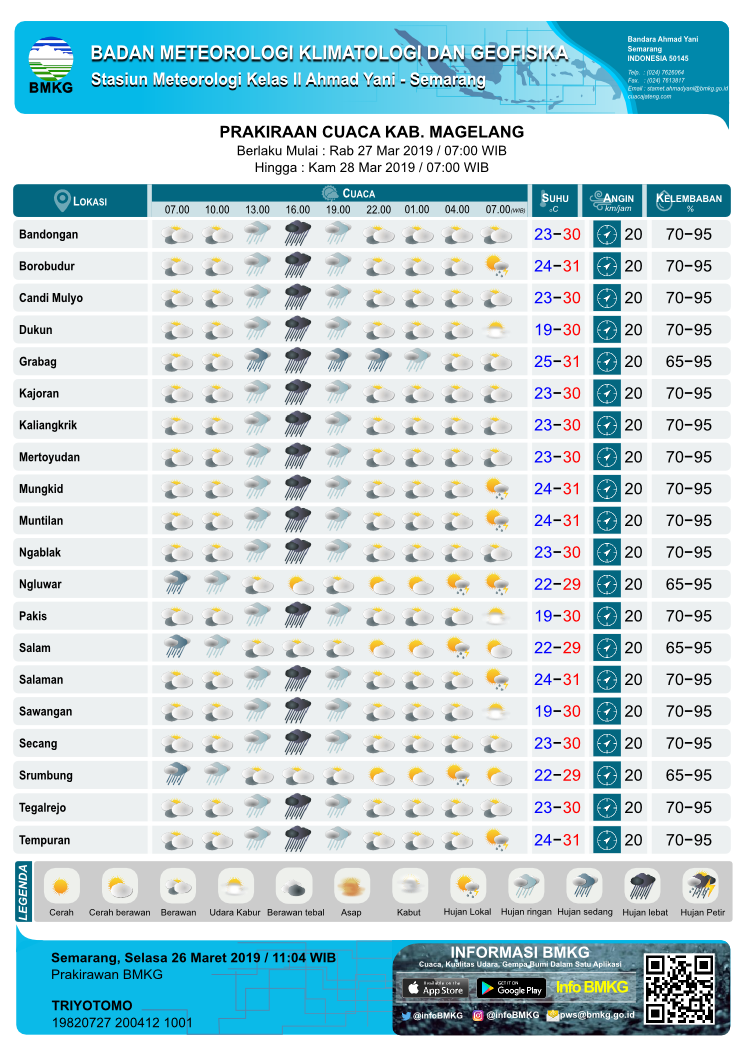 BMKG
BADAN METEOROLOGI KLIMATOLOGI DAN GEOFISIKA
Stasiun Meteorologi Kelas II Ahmad Yani - Semarang
Bandara Ahmad Yani
Semarang
INDONESIA 50145
Telp. : (024) 7626064
Fax. : (024) 7613817
Email : stamet.ahmadyani@bmkg.go.id
cuacajateng.com
PRAKIRAAN CUACA KAB. MAGELANG
Berlaku Mulai : Rab 27 Mar 2019 / 07:00 WIB
Hingga : Kam 28 Mar 2019 / 07:00 WIB
LOKASI CUACA SUHU °C ANGIN km/jam KELEMBABAN %
07.00 10.00 13.00 16.00 19.00 22.00 01.00 04.00 07.00 (WIB)
Bandongan 23-30 20 70-95
Borobudur 24-31 20 70-95
Candi Mulyo 23-30 20 70-95
Dukun 19-30 20 70-95
Grabag 25-31 20 65-95
Kajoran 23-30 20 70-95
Kaliangkrik 23-30 20 70-95
Mertoyudan 23-30 20 70-95
Mungkid 24-31 20 70-95
Muntilan 24-31 20 70-95
Ngablak 23-30 20 70-95
Ngluwar 22-29 20 65-95
Pakis 19-30 20 70-95
Salam 22-29 20 65-95
Salaman 24-31 20 70-95
Sawangan 19-30 20 70-95
Secang 23-30 20 70-95
Srumbung 22-29 20 65-95
Tegalrejo 23-30 20 70-95
Tempuran 24-31 20 70-95
LEGENDA
Cerah Cerah berawan Berawan Udara Kabur Berawan tebal Asap Kabut Hujan Lokal Hujan ringan Hujan sedang Hujan lebat Hujan Petir
Semarang, Selasa 26 Maret 2019 / 11:04 WIB
Prakirawan BMKG
TRIYOTOMO
19820727 200412 1001
INFORMASI BMKG
Cuaca, Kualitas Udara, Gempa Bumi Dalam Satu Aplikasi
Available on the App Store
GET IT ON Google Play
Info BMKG
@infoBMKG @infoBMKG pws@bmkg.go.id